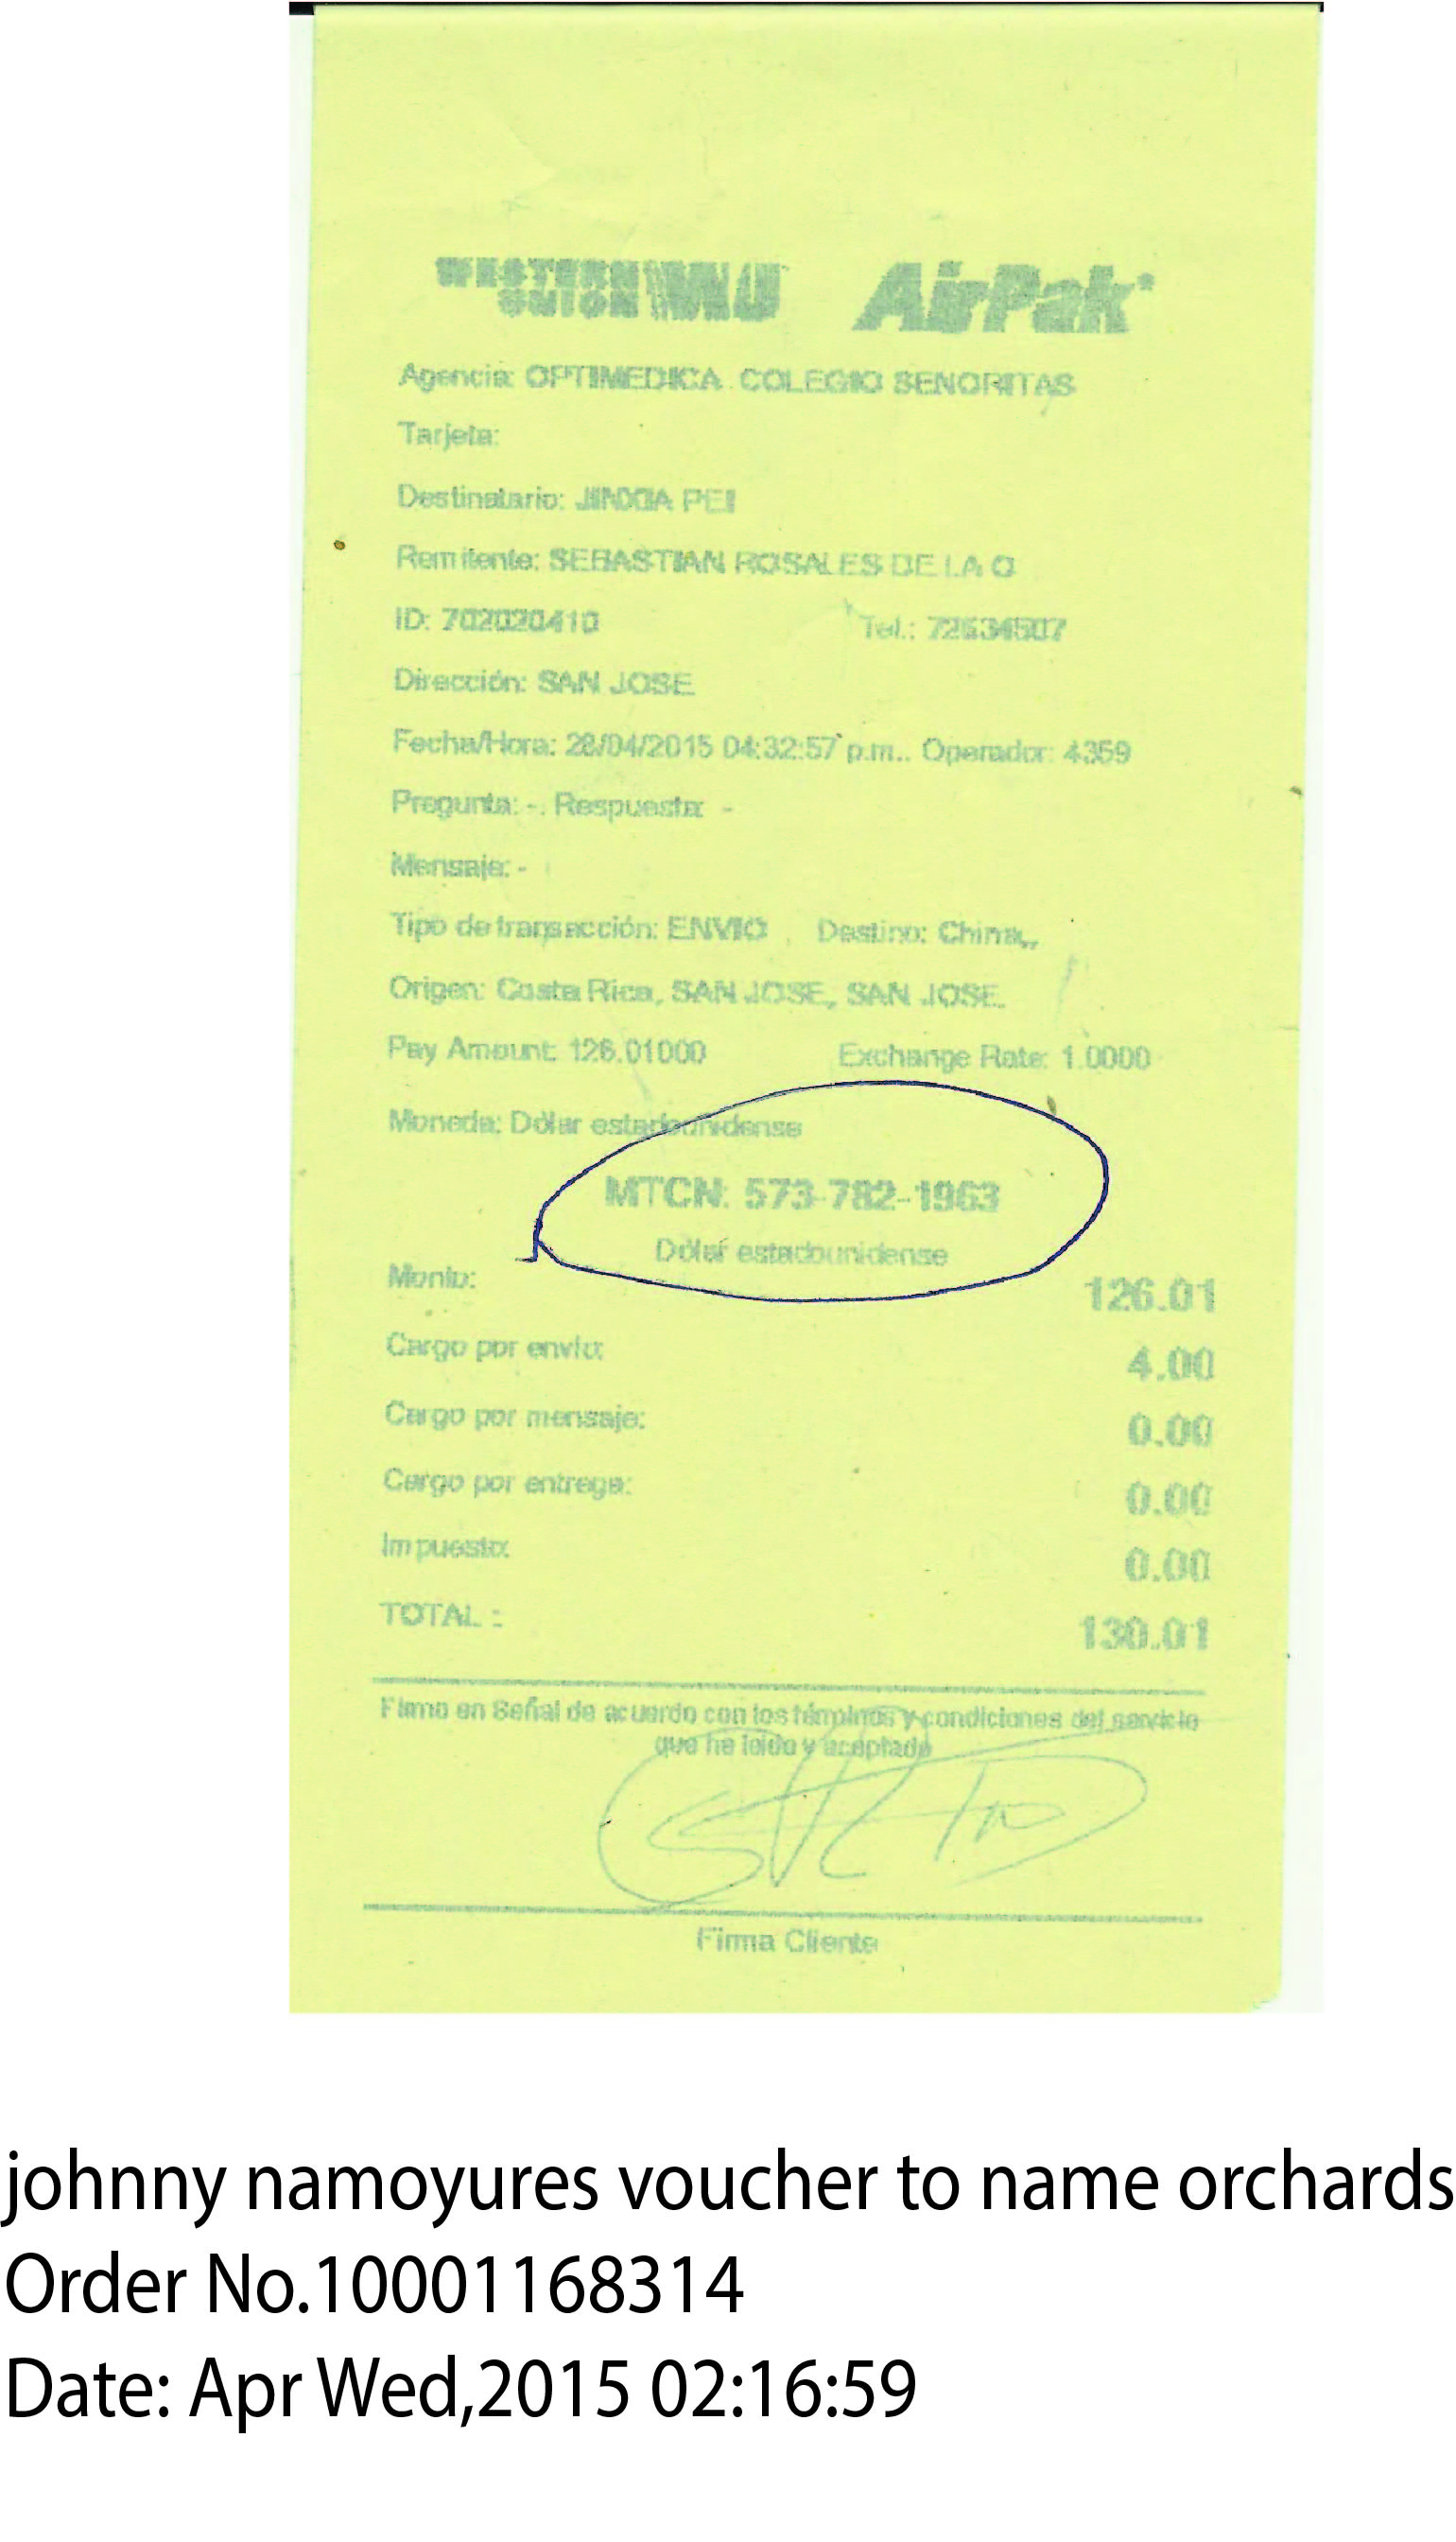 WESTERN UNION WU AirPak
Agencia: OPTIMEDICA COLEGIO SENORITAS
Tarjeta:
Destinatario: JINXIA PEI
Remitente: SEBASTIAN ROSALES DE LA O
ID: 702020410 Tel.: 72634507
Dirección: SAN JOSE
Fecha/Hora: 28/04/2015 04:32:57 p.m.. Operador: 4359
Pregunta: -. Respuesta: -
Mensaje: -
Tipo de transacción: ENVIO Destino: China,,
Origen: Costa Rica, SAN JOSE, SAN JOSE.
Pay Amount: 126.01000 Exchange Rate: 1.0000
Moneda: Dólar estadounidense
MTCN: 573-782-1963
Dólar estadounidense
Monto: 126.01
Cargo por envío: 4.00
Cargo por mensaje: 0.00
Cargo por entrega: 0.00
Impuesto: 0.00
TOTAL : 130.01
Firmo en Señal de acuerdo con los términos y condiciones del servicio
que he leido y aceptado
Firma Cliente
johnny namoyures voucher to name orchards
Order No.10001168314
Date: Apr Wed,2015 02:16:59